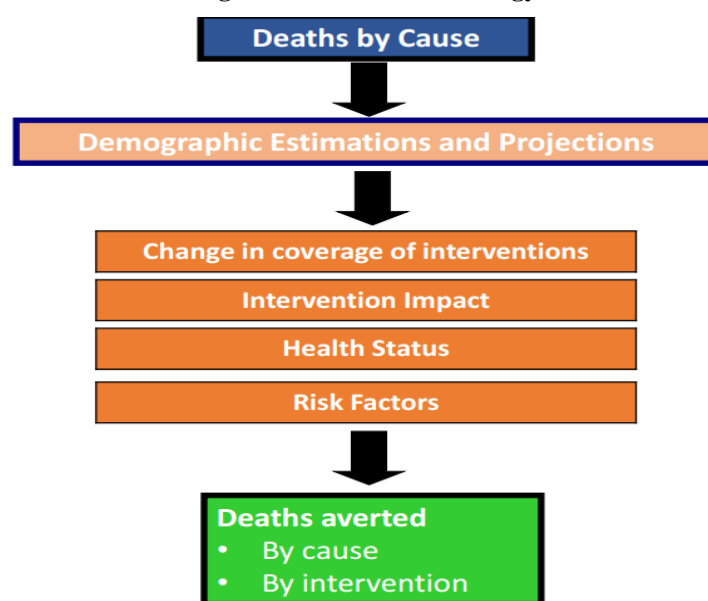 Deaths by Cause
Demographic Estimations and Projections
Change in coverage of interventions
Intervention Impact
Health Status
Risk Factors
Deaths averted
• By cause
• By intervention